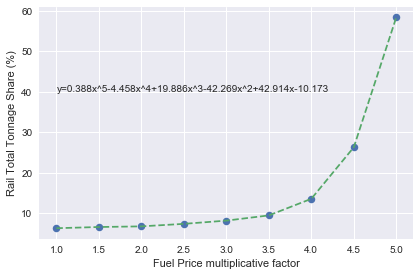 60
50
40
30
20
10
Rail Total Tonnage Share (%)
y=0.388x^5-4.458x^4+19.886x^3-42.269x^2+42.914x-10.173
1.0 1.5 2.0 2.5 3.0 3.5 4.0 4.5 5.0
Fuel Price multiplicative factor